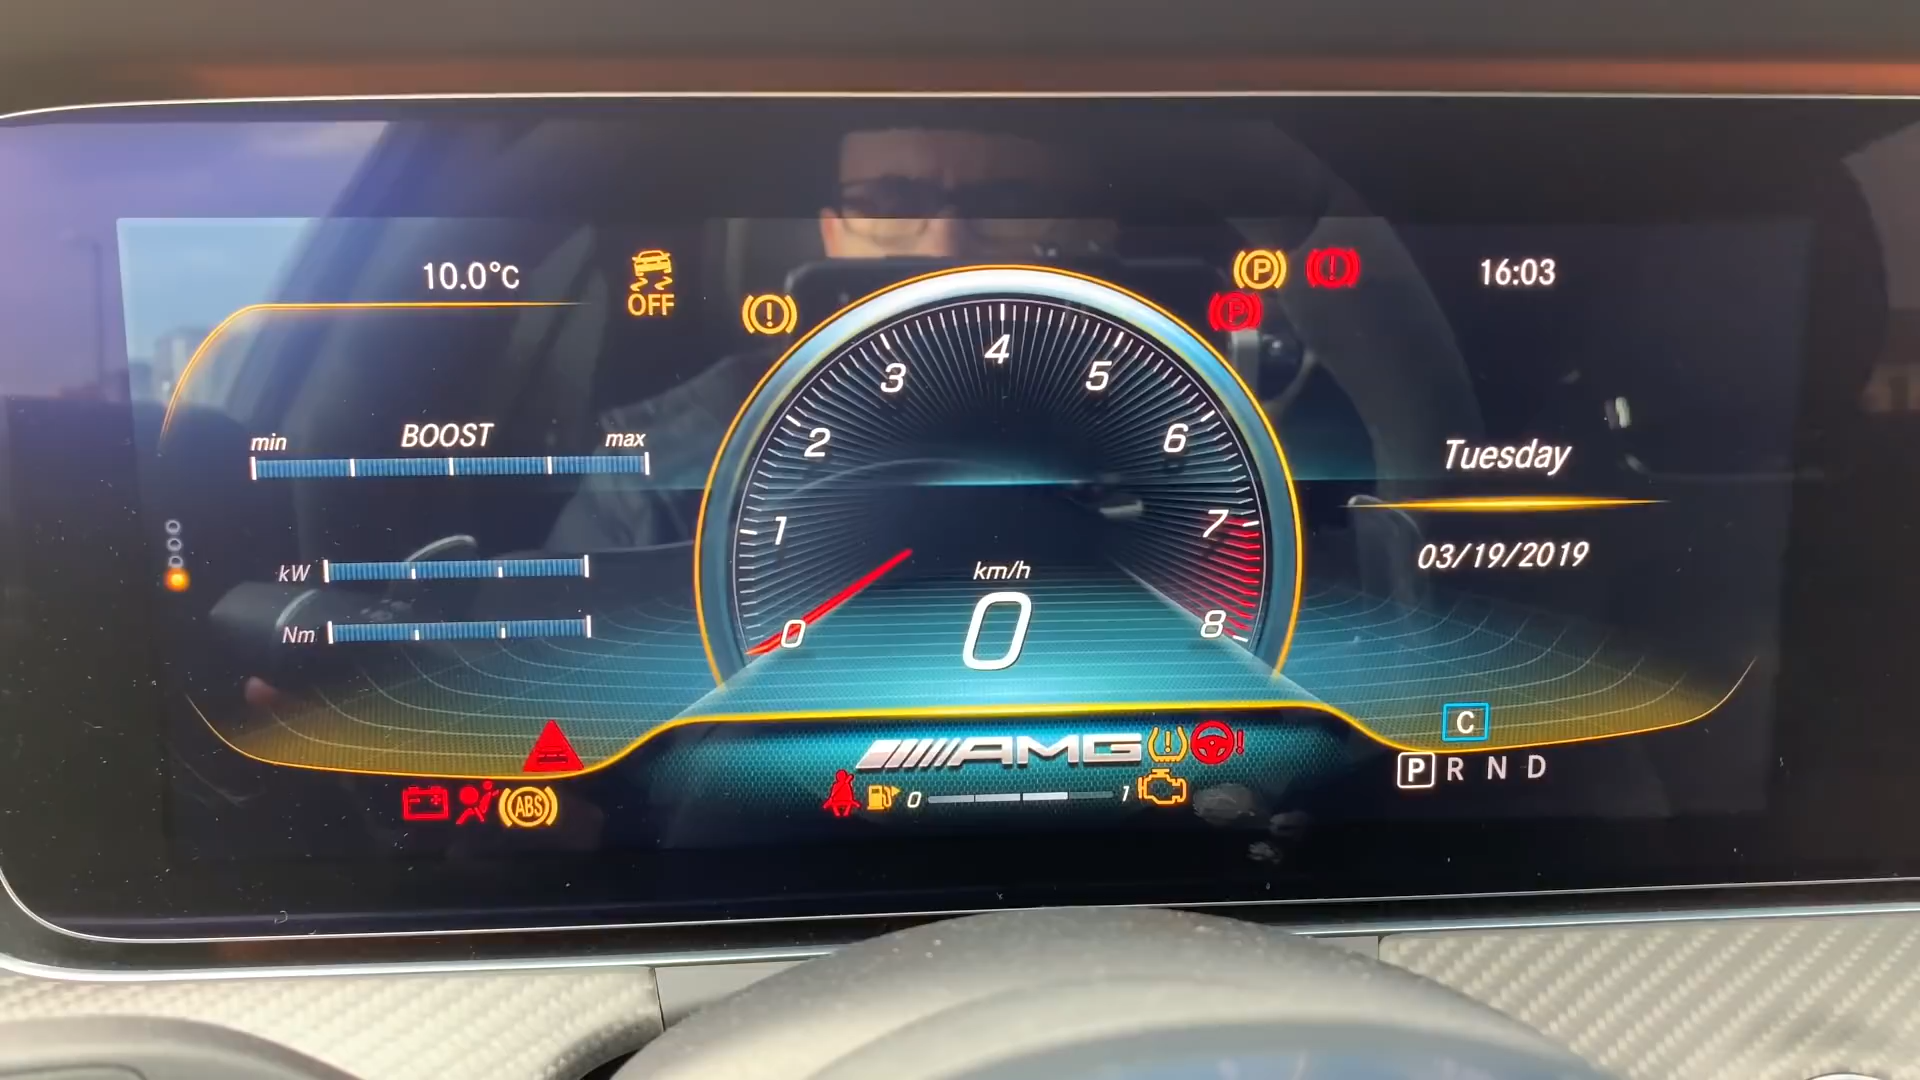 10.0°C
OFF
P
P
16:03
4
3
5
min
BOOST
max
2
6
Tuesday
1
7
03/19/2019
kW
km/h
0
Nm
0
8
C
AMG
P R N D
ABS
0
1